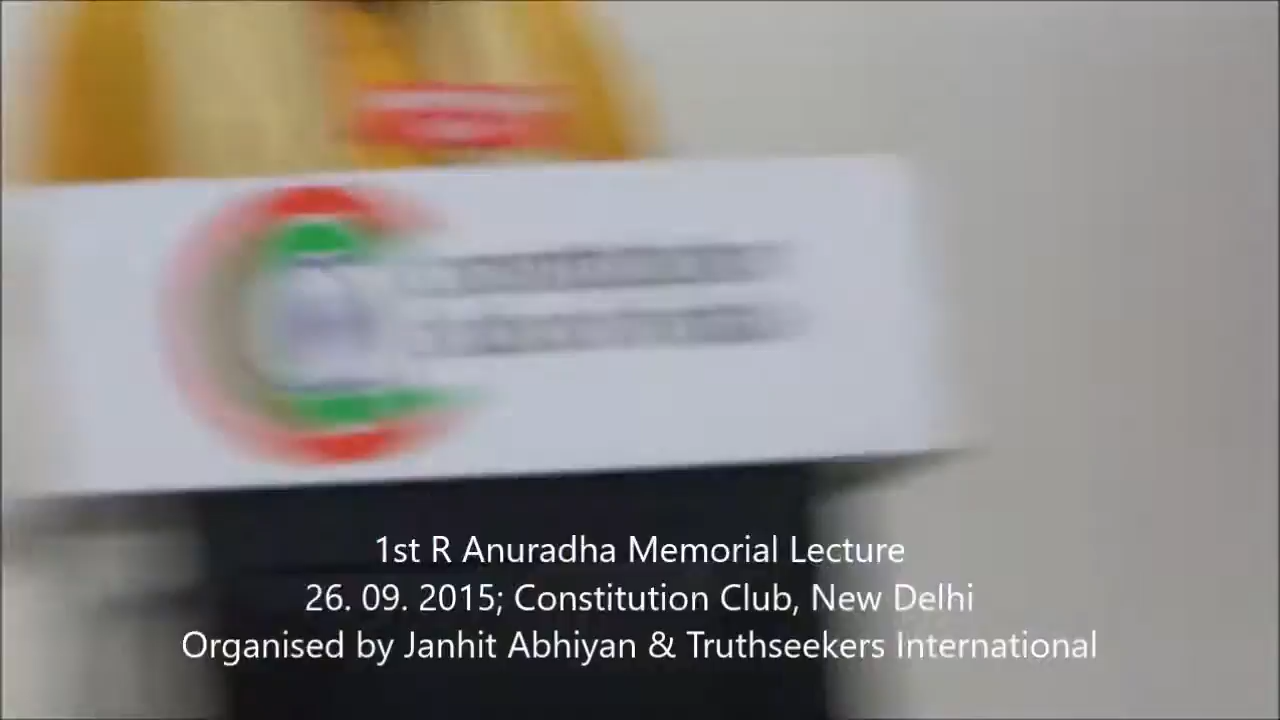 1st R Anuradha Memorial Lecture
26. 09. 2015; Constitution Club, New Delhi
Organised by Janhit Abhiyan & Truthseekers International